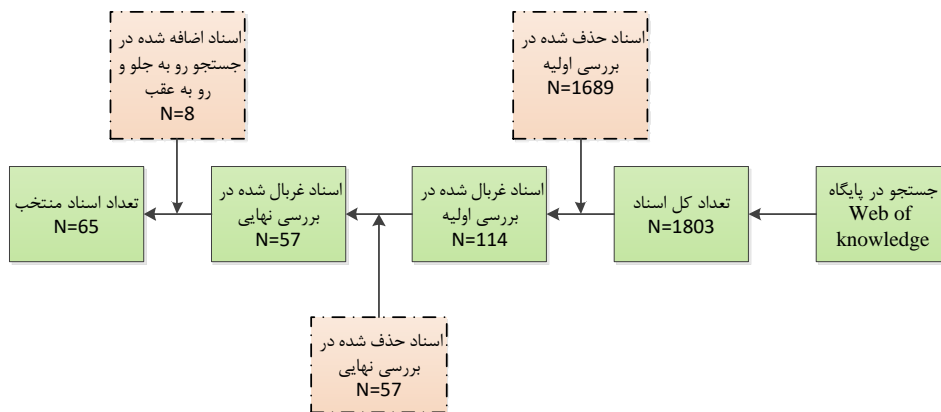 اسناد اضافه شده در
جستجو رو به جلو و
رو به عقب
N=8
اسناد حذف شده در
بررسی اولیه
N=1689
جستجو در پایگاه
Web of
knowledge
تعداد کل اسناد
N=1803
اسناد غربال شده در
بررسی اولیه
N=114
اسناد غربال شده در
بررسی نهایی
N=57
تعداد اسناد منتخب
N=65
اسناد حذف شده در
بررسی نهایی
N=57